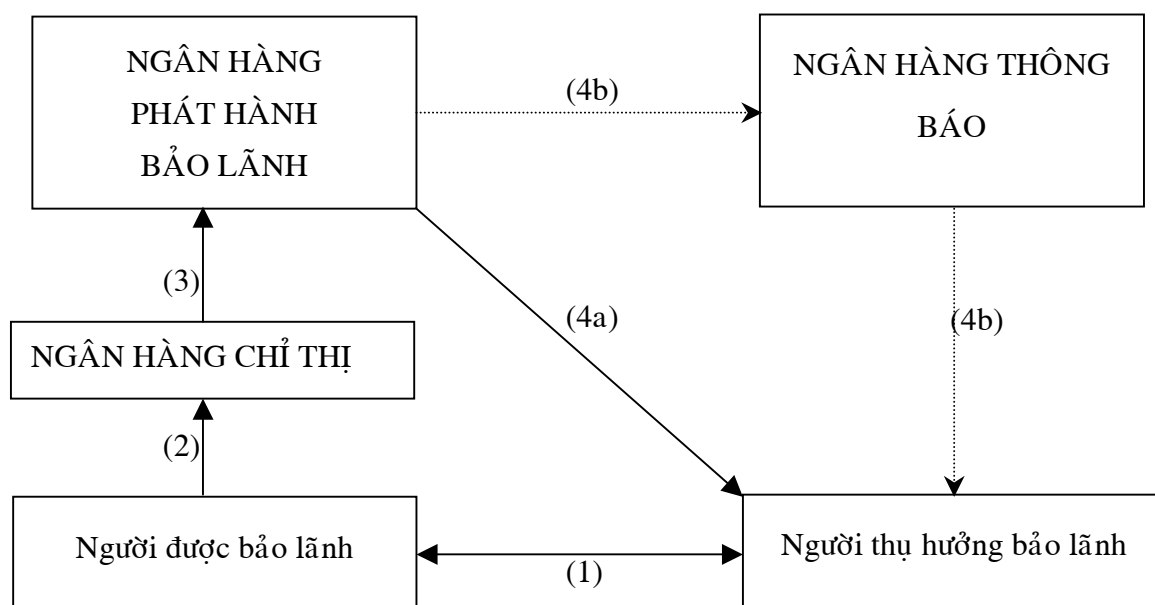 NGÂN HÀNG
PHÁT HÀNH
BẢO LÃNH
(4b)
NGÂN HÀNG THÔNG
BÁO
(3)
(4a)
(4b)
NGÂN HÀNG CHỈ THỊ
(2)
Người được bảo lãnh
(1)
Người thụ hưởng bảo lãnh